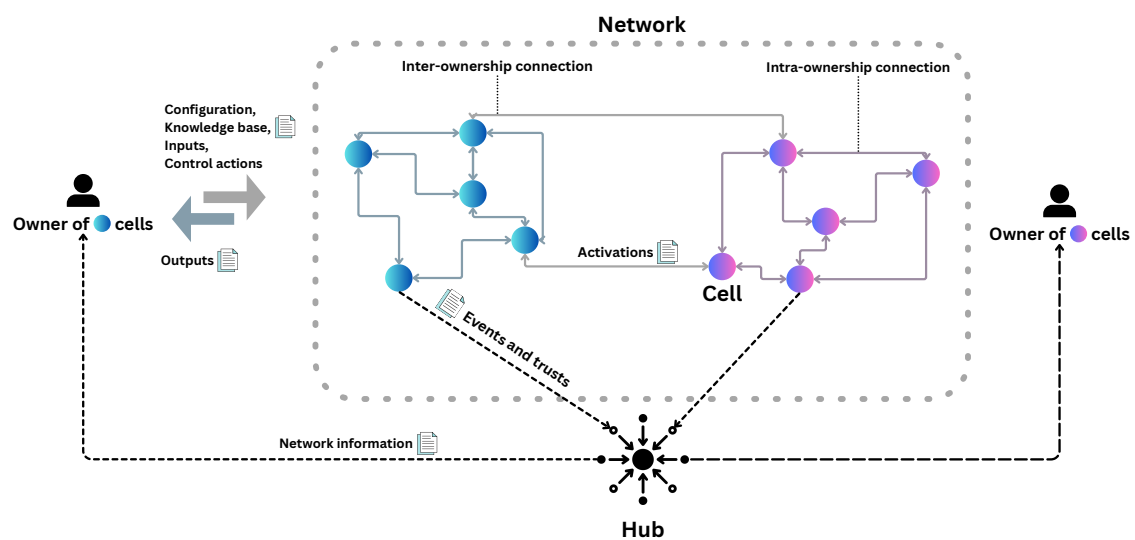 Network
Inter-ownership connection
Intra-ownership connection
Configuration,
Knowledge base,
Inputs,
Control actions
Owner of cells
Outputs
Activations
Cell
Owner of cells
Events and trusts
Network information
Hub